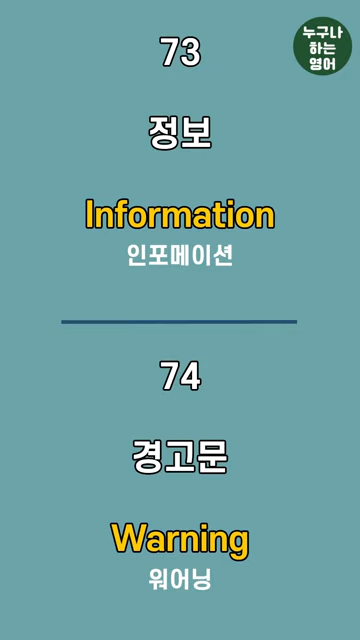 누구나
하는
영어
73
정보
Information
인포메이션
74
경고문
Warning
워어닝